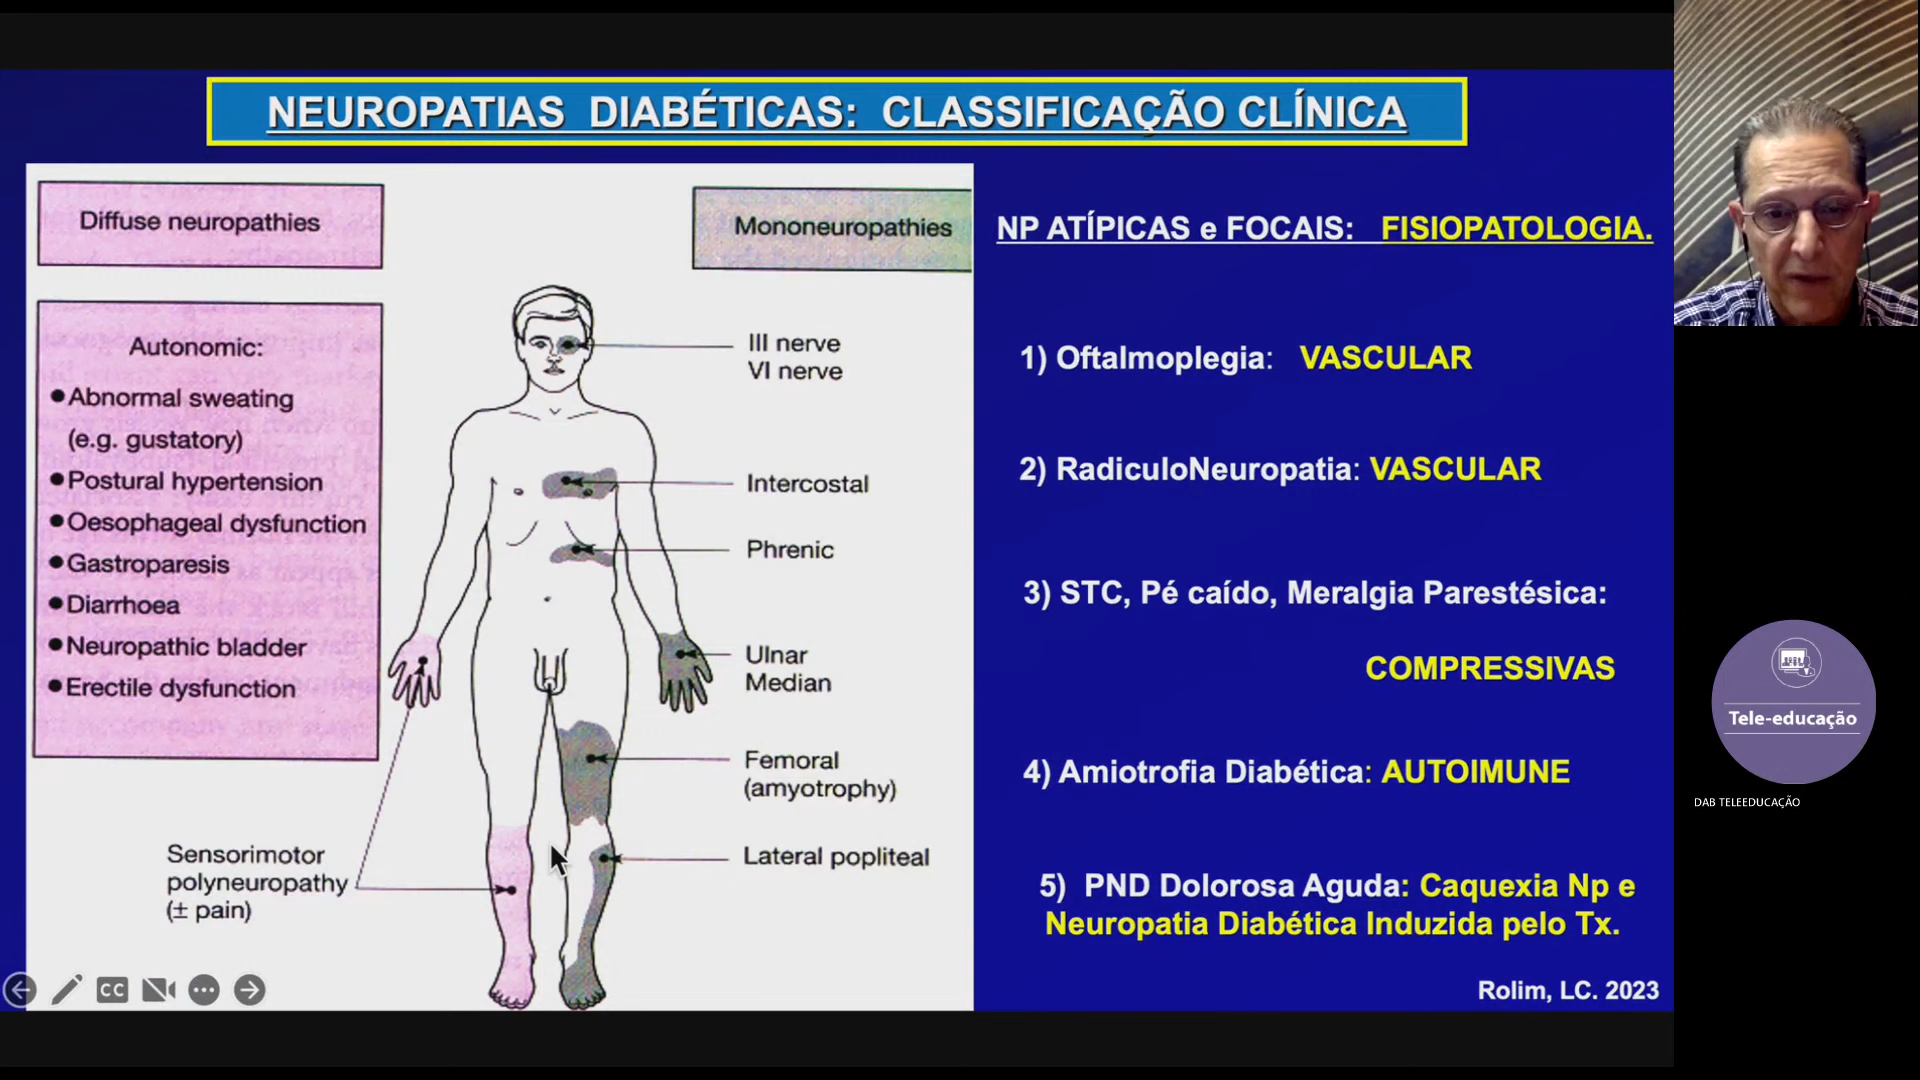 NEUROPATIAS DIABÉTICAS: CLASSIFICAÇÃO CLÍNICA
Diffuse neuropathies
Mononeuropathies
Autonomic:
●Abnormal sweating
(e.g. gustatory)
●Postural hypertension
●Oesophageal dysfunction
●Gastroparesis
●Diarrhoea
●Neuropathic bladder
●Erectile dysfunction
Sensorimotor
polyneuropathy
(± pain)
III nerve
VI nerve
Intercostal
Phrenic
Ulnar
Median
Femoral
(amyotrophy)
Lateral popliteal
NP ATÍPICAS e FOCAIS: FISIOPATOLOGIA.
1) Oftalmoplegia: VASCULAR
2) RadiculoNeuropatia: VASCULAR
3) STC, Pé caído, Meralgia Parestésica:
COMPRESSIVAS
4) Amiotrofia Diabética: AUTOIMUNE
5) PND Dolorosa Aguda: Caquexia Np e
Neuropatia Diabética Induzida pelo Tx.
Rolim, LC. 2023
CC
Tele-educação
DAB TELEEDUCAÇÃO